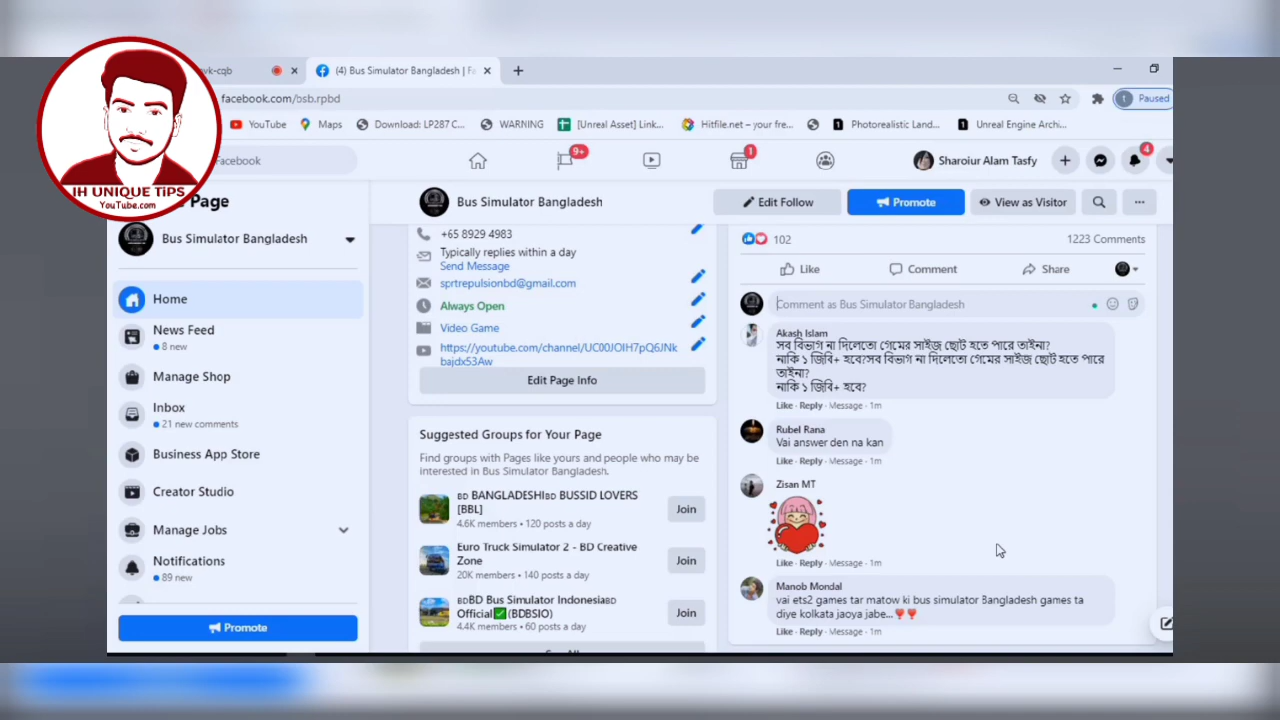 IH UNIQUE TiPS
YouTube.com
(4) Bus Simulator Bangladesh | Fa
facebook.com/bsb.rpbd
Paused
YouTube
Maps
Download: LP287 C...
WARNING
[Unreal Asset] Link...
Hitfile.net – your fre...
Photorealistic Land...
Unreal Engine Archi...
Facebook
9+
1
Sharoiur Alam Tasfy
4
Page
Bus Simulator Bangladesh
Home
News Feed
8 new
Manage Shop
Inbox
21 new comments
Business App Store
Creator Studio
Manage Jobs
Notifications
89 new
Promote
Bus Simulator Bangladesh
Edit Follow
Promote
View as Visitor
+65 8929 4983
Typically replies within a day
Send Message
sprtrepulsionbd@gmail.com
Always Open
Video Game
https://youtube.com/channel/UC00JOIH7pQ6JNk
bajdx53Aw
Edit Page Info
Suggested Groups for Your Page
Find groups with Pages like yours and people who may be
interested in Bus Simulator Bangladesh.
BD BANGLADESHIBD BUSSID LOVERS
[BBL]
4.6K members • 120 posts a day
Join
Euro Truck Simulator 2 - BD Creative
Zone
20K members • 140 posts a day
Join
BDBD Bus Simulator IndonesiaBD
Official✅(BDBSIO)
4.4K members • 60 posts a day
Join
102
1223 Comments
Like
Comment
Share
Comment as Bus Simulator Bangladesh
Akash Islam
সব বিভাগ না দিলেতো গেমের সাইজ ছোট হতে পারে তাইনা?
নাকি ১ জিবি+ হবে?সব বিভাগ না দিলেতো গেমের সাইজ ছোট হতে পারে
তাইনা?
নাকি ১ জিবি+ হবে?
Like · Reply · Message · 1m
Rubel Rana
Vai answer den na kan
Like · Reply · Message · 1m
Zisan MT
Like · Reply · Message · 1m
Manob Mondal
vai ets2 games tar matow ki bus simulator Bangladesh games ta
diye kolkata jaoya jabe...❣️❣️
Like · Reply · Message · 1m